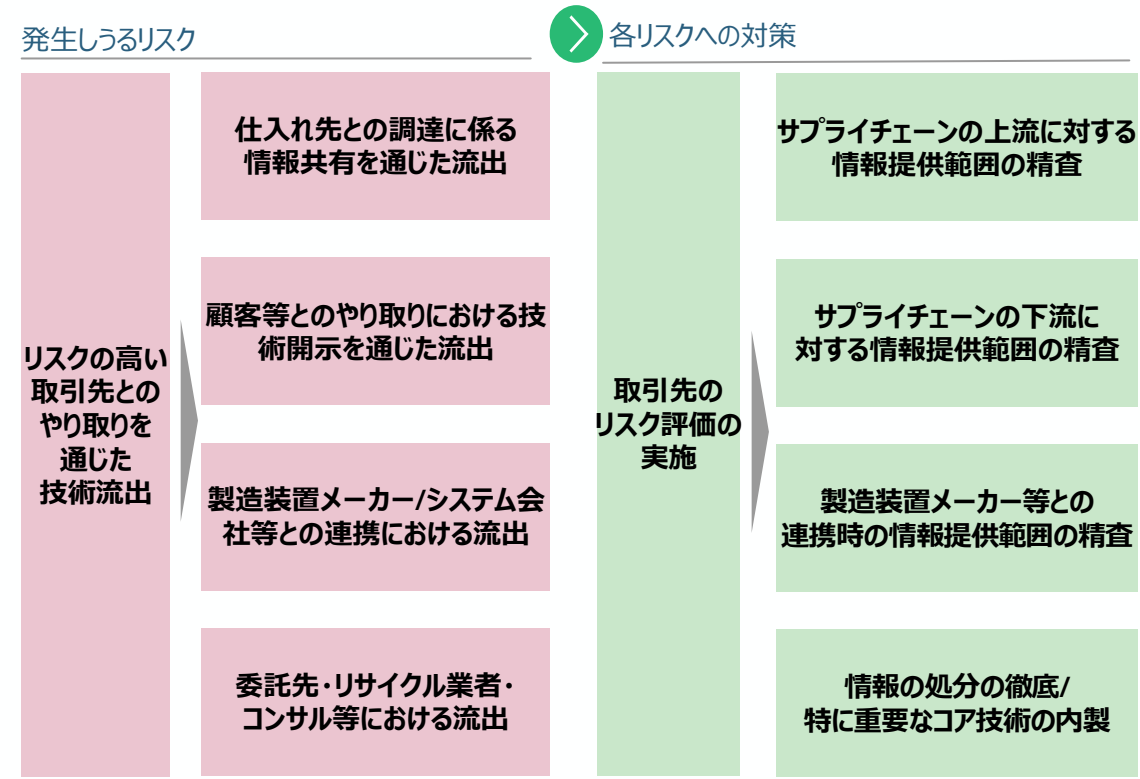 発生しうるリスク
各リスクへの対策
リスクの高い
取引先との
やり取りを
通じた
技術流出
仕入れ先との調達に係る
情報共有を通じた流出
顧客等とのやり取りにおける技
術開示を通じた流出
製造装置メーカー/システム会
社等との連携における流出
委託先・リサイクル業者・
コンサル等における流出
取引先の
リスク評価の
実施
サプライチェーンの上流に対する
情報提供範囲の精査
サプライチェーンの下流に
対する情報提供範囲の精査
製造装置メーカー等との
連携時の情報提供範囲の精査
情報の処分の徹底/
特に重要なコア技術の内製